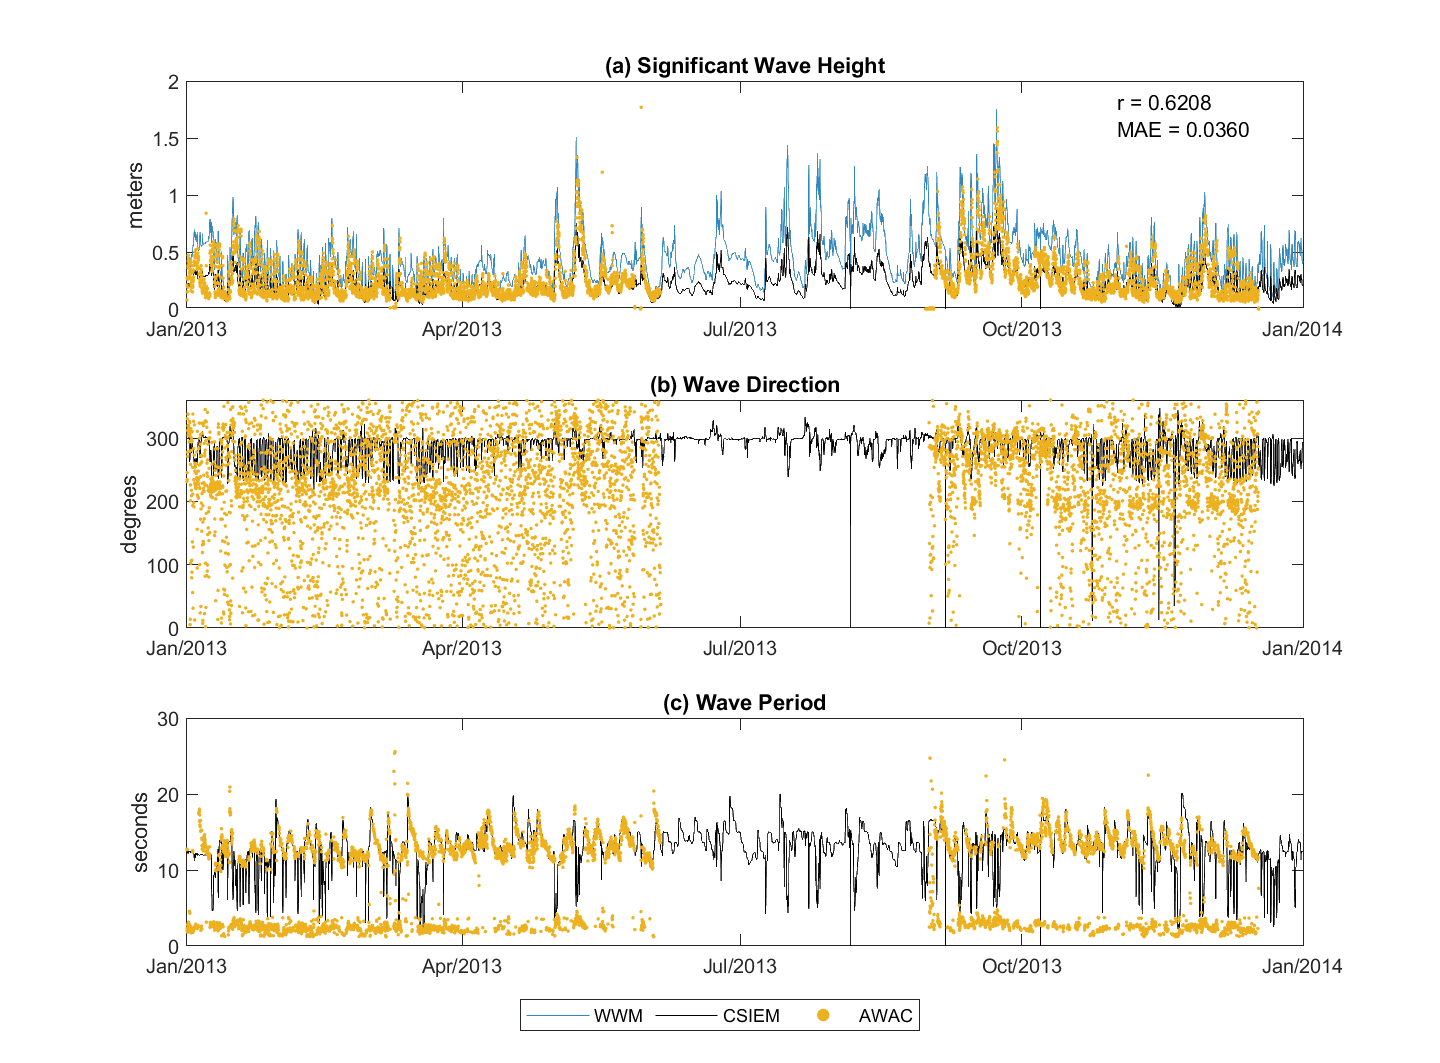 (a) Significant Wave Height
r = 0.6208
MAE = 0.0360
meters
2
1.5
1
0.5
0
Jan/2013
Apr/2013
Jul/2013
Oct/2013
Jan/2014
(b) Wave Direction
degrees
300
200
100
0
Jan/2013
Apr/2013
Jul/2013
Oct/2013
Jan/2014
(c) Wave Period
seconds
30
20
10
0
Jan/2013
Apr/2013
Jul/2013
Oct/2013
Jan/2014
WWM
CSIEM
AWAC